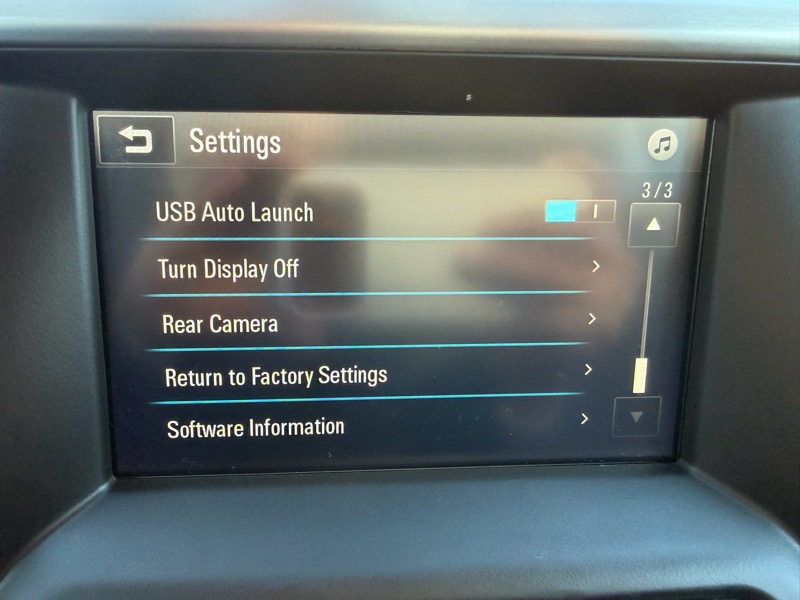 Settings
3/3
USB Auto Launch
Turn Display Off
Rear Camera
Return to Factory Settings
Software Information